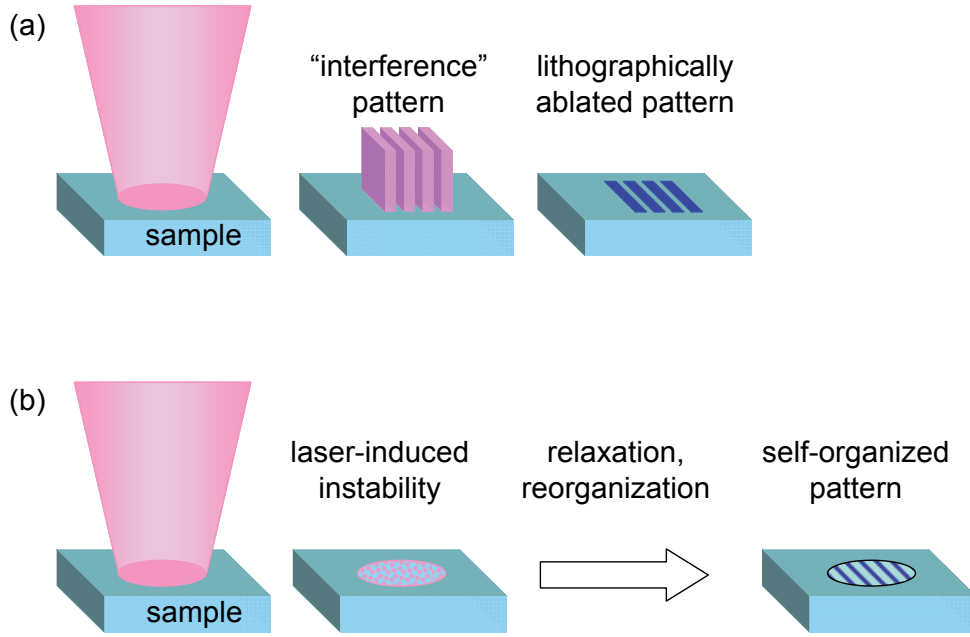 (a)
“interference”
pattern
lithographically
ablated pattern
sample
(b)
laser-induced
instability
relaxation,
reorganization
self-organized
pattern
sample